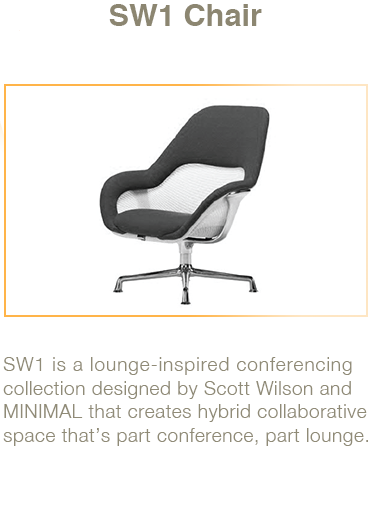 SW1 Chair
SW1 is a lounge-inspired conferencing
collection designed by Scott Wilson and
MINIMAL that creates hybrid collaborative
space that’s part conference, part lounge.